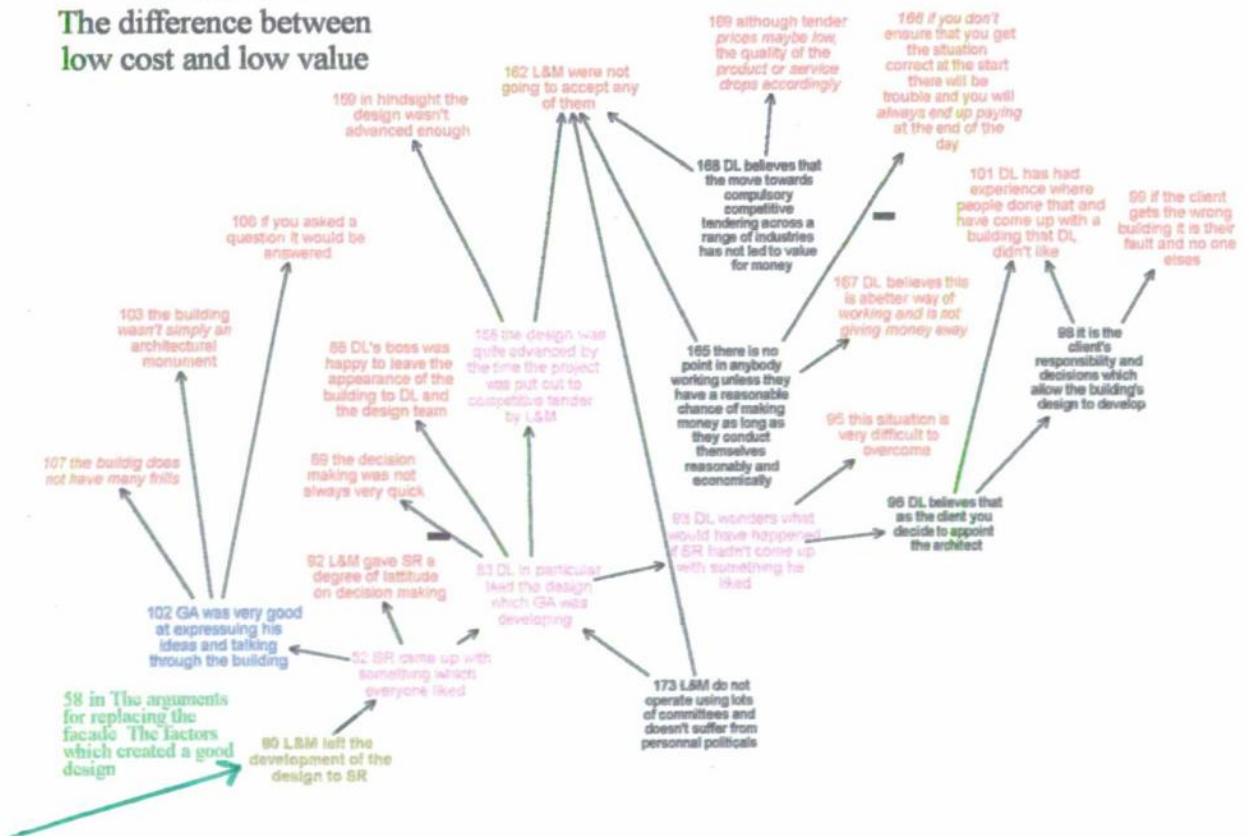 The difference between
low cost and low value
169 although tender
prices maybe low,
the quality of the
product or service
drops accordingly
166 if you don't
ensure that you get
the situation
correct at the start
there will be
trouble and you will
always end up paying
at the end of the
day
162 L&M were not
going to accept any
of them
159 in hindsight the
design wasn't
advanced enough
168 DL believes that
the move towards
compulsory
competitive
tendering across a
range of industries
has not led to value
for money
101 DL has had
experience where
people done that and
have come up with a
building that DL
didn't like
99 if the client
gets the wrong
building it is their
fault and no one
elses
106 if you asked a
question it would be
answered
103 the building
wasn't simply an
architectural
monument
167 DL believes this
is abetter way of
working and is not
giving money away
88 DL's boss was
happy to leave the
appearance of the
building to DL and
the design team
the design was
quite advanced by
the time the project
was put out to
competitive tender
by L&M
165 there is no
point in anybody
working unless they
have a reasonable
chance of making
money as long as
they conduct
themselves
reasonably and
economically
98 it is the
client's
responsibility and
decisions which
allow the building's
design to develop
95 this situation is
very difficult to
overcome
107 the buildig does
not have many frills
89 the decision
making was not
always very quick
96 DL believes that
as the client you
decide to appoint
the architect
93 DL wonders what
would have happened
if SR hadn't come up
with something he
liked
92 L&M gave SR a
degree of lattitude
on decision making
83 DL in particular
liked the design
which GA was
developing
102 GA was very good
at expressuing his
ideas and talking
through the building
52 SR came up with
something which
everyone liked
173 L&M do not
operate using lots
of committees and
doesn't suffer from
personnal politicals
58 in The arguments
for replacing the
facade The factors
which created a good
design
80 L&M left the
development of the
design to SR